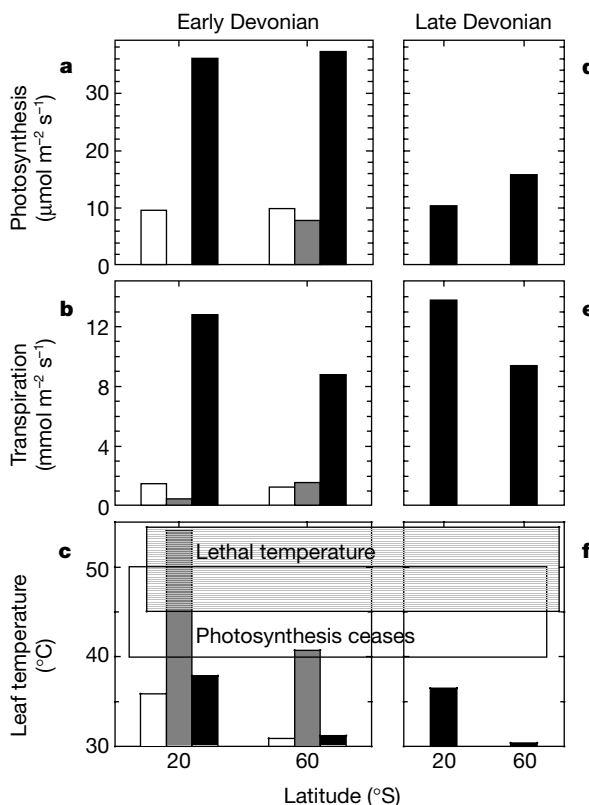 Early Devonian
Late Devonian
a
d
Photosynthesis
(μmol m−2 s−1)
30
20
10
0
b
e
Transpiration
(mmol m−2 s−1)
12
8
4
0
c
f
Lethal temperature
Photosynthesis ceases
Leaf temperature
(°C)
50
40
30
20
60
20
60
Latitude (°S)